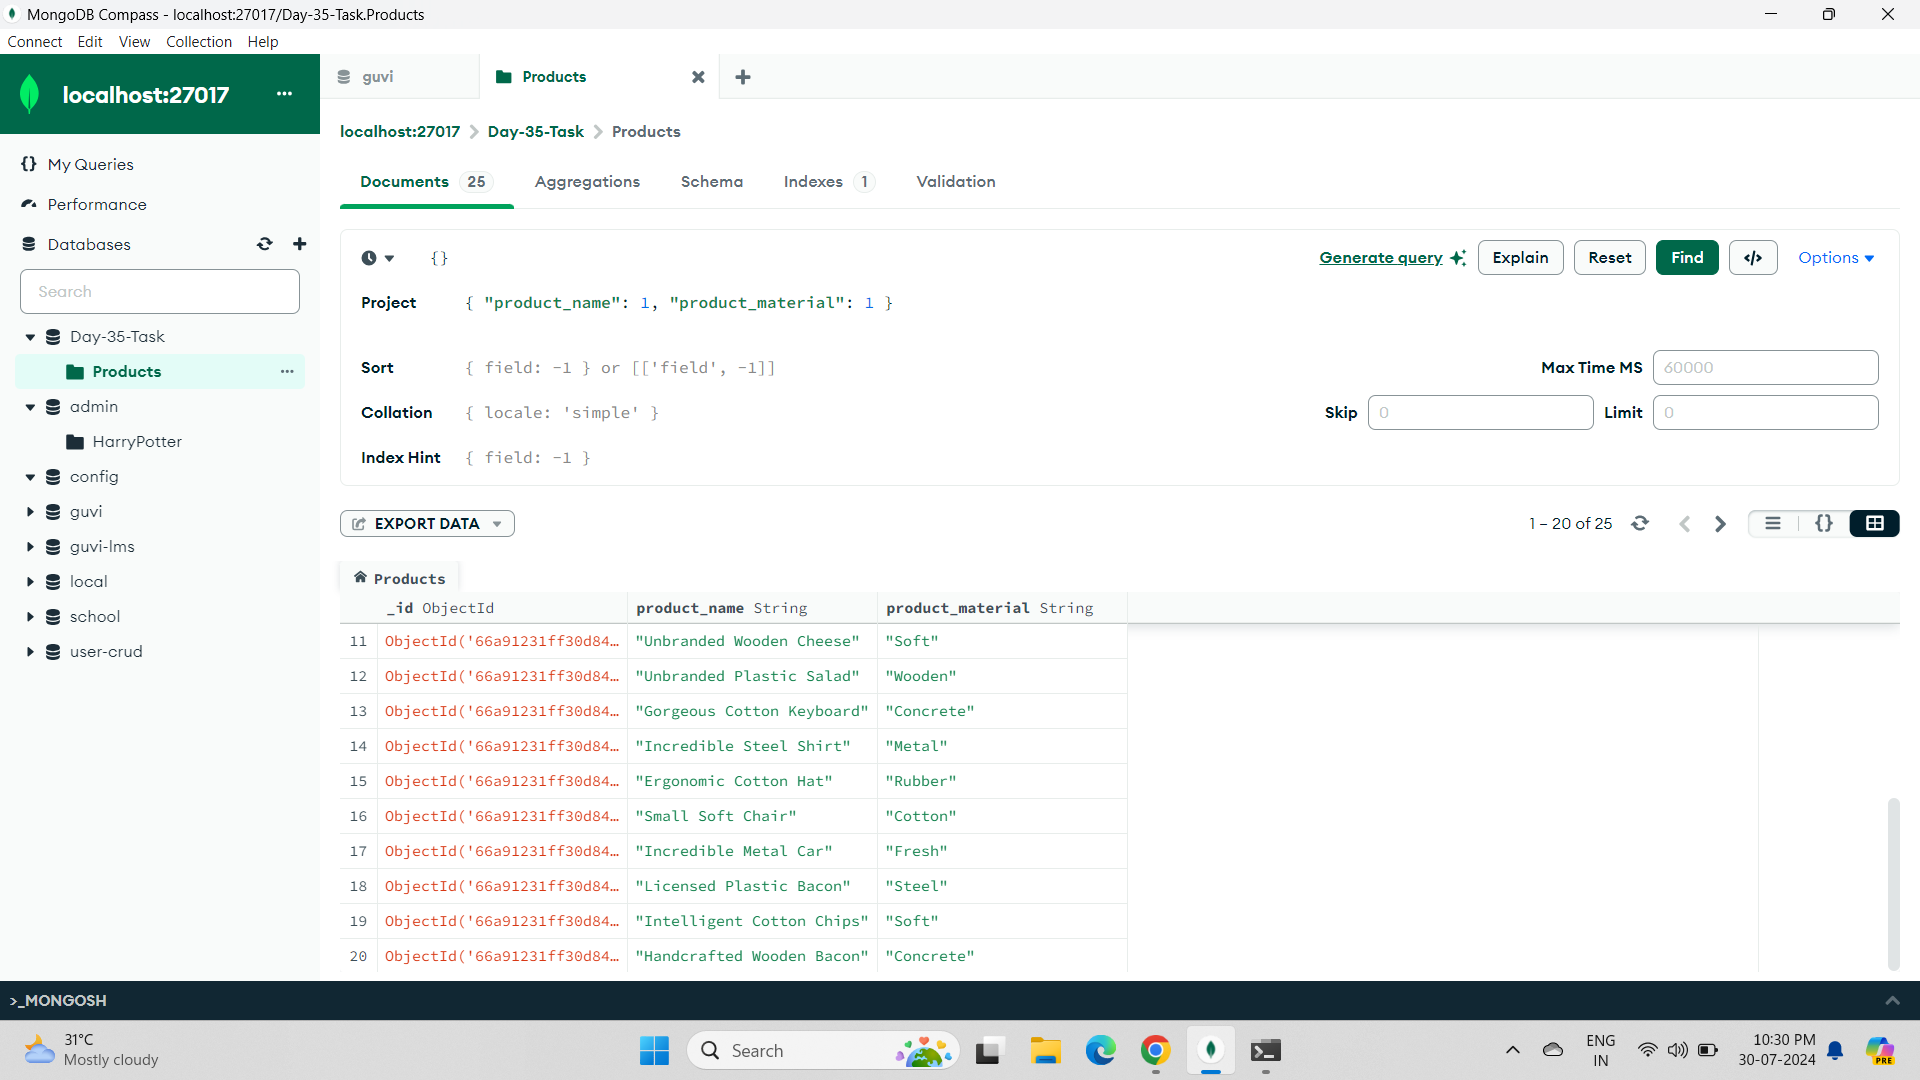 MongoDB Compass - localhost:27017/Day-35-Task.Products
Connect Edit View Collection Help
localhost:27017 ...
guvi
Products
localhost:27017 Day-35-Task Products
My Queries
Performance
Databases
Search
Day-35-Task
Products ...
admin
HarryPotter
config
guvi
guvi-lms
local
school
user-crud
Documents 25 Aggregations Schema Indexes 1 Validation
{} Generate query Explain Reset Find </> Options
Project { "product_name": 1, "product_material": 1 }
Sort { field: -1 } or [['field', -1]] Max Time MS 60000
Collation { locale: 'simple' } Skip 0 Limit 0
Index Hint { field: -1 }
EXPORT DATA 1 – 20 of 25 {}
Products
_id ObjectId product_name String product_material String
11 ObjectId('66a91231ff30d84… "Unbranded Wooden Cheese" "Soft"
12 ObjectId('66a91231ff30d84… "Unbranded Plastic Salad" "Wooden"
13 ObjectId('66a91231ff30d84… "Gorgeous Cotton Keyboard" "Concrete"
14 ObjectId('66a91231ff30d84… "Incredible Steel Shirt" "Metal"
15 ObjectId('66a91231ff30d84… "Ergonomic Cotton Hat" "Rubber"
16 ObjectId('66a91231ff30d84… "Small Soft Chair" "Cotton"
17 ObjectId('66a91231ff30d84… "Incredible Metal Car" "Fresh"
18 ObjectId('66a91231ff30d84… "Licensed Plastic Bacon" "Steel"
19 ObjectId('66a91231ff30d84… "Intelligent Cotton Chips" "Soft"
20 ObjectId('66a91231ff30d84… "Handcrafted Wooden Bacon" "Concrete"
>_MONGOSH
31°C
Mostly cloudy
Search
ENG
IN
10:30 PM
30-07-2024
PRE